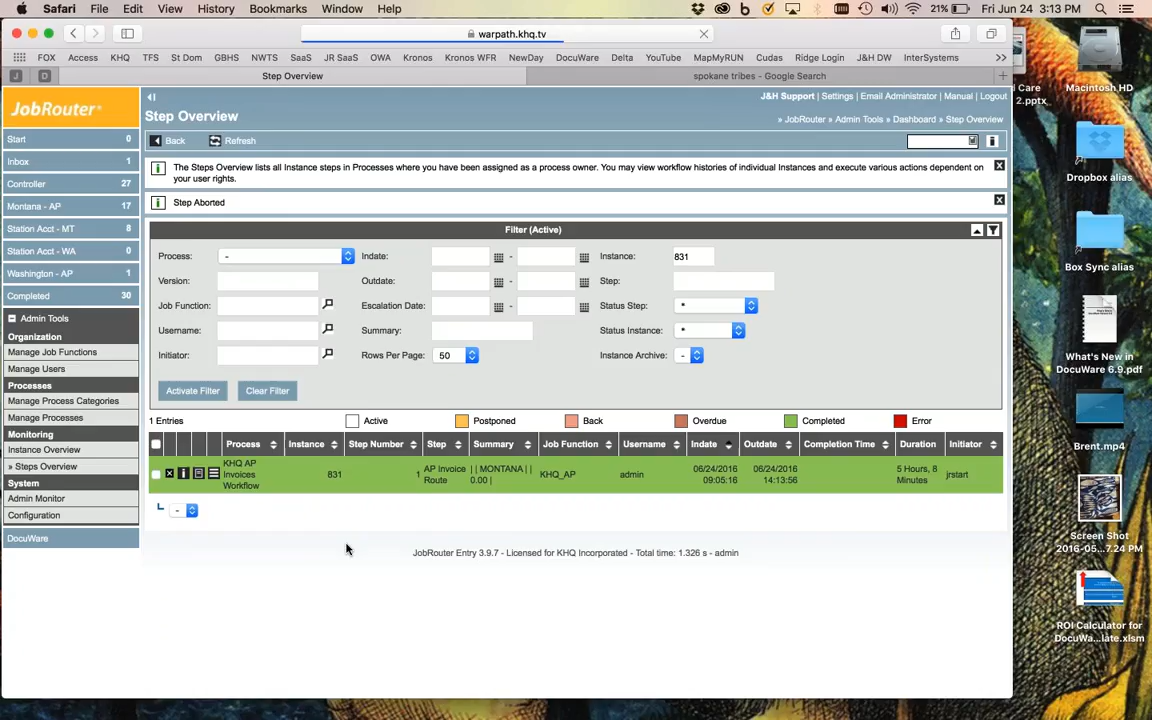 Safari File Edit View History Bookmarks Window Help 21% Fri Jun 24 3:13 PM
warpath.khq.tv
FOX Access KHQ TFS St Dom GBHS NWTS SaaS JR SaaS OWA Kronos Kronos WFR NewDay DocuWare Delta YouTube MapMyRUN Cudas Ridge Login J&H DW InterSystems
J D Step Overview spokane tribes - Google Search
JobRouter
J&H Support | Settings | Email Administrator | Manual | Logout
Step Overview
» JobRouter » Admin Tools » Dashboard » Step Overview
Back Refresh
Start 0
Inbox 1
Controller 27
Montana - AP 17
Station Acct - MT 8
Station Acct - WA 0
Washington - AP 1
Completed 30
Admin Tools
Organization
Manage Job Functions
Manage Users
Processes
Manage Process Categories
Manage Processes
Monitoring
Instance Overview
» Steps Overview
System
Admin Monitor
Configuration
DocuWare
The Steps Overview lists all Instance steps in Processes where you have been assigned as a process owner. You may view workflow histories of individual Instances and execute various actions dependent on
your user rights.
Step Aborted
Filter (Active)
Process: - Indate: - Instance: 831
Version: Outdate: - Step:
Job Function: Escalation Date: - Status Step: *
Username: Summary: Status Instance: *
Initiator: Rows Per Page: 50 Instance Archive: -
Activate Filter Clear Filter
1 Entries Active Postponed Back Overdue Completed Error
Process Instance Step Number Step Summary Job Function Username Indate Outdate Completion Time Duration Initiator
KHQ AP
Invoices
Workflow
831 1
AP Invoice
Route
| | MONTANA | |
0.00 |
KHQ_AP admin
06/24/2016
09:05:16
06/24/2016
14:13:56
5 Hours, 8
Minutes
jrstart
-
JobRouter Entry 3.9.7 - Licensed for KHQ Incorporated - Total time: 1.326 s - admin
Care
2.pptx
Macintosh HD
Dropbox alias
Box Sync alias
What's New in
DocuWare 6.9.pdf
Brent.mp4
Screen Shot
2016-05...7.24 PM
ROI Calculator for
DocuWa...late.xlsm